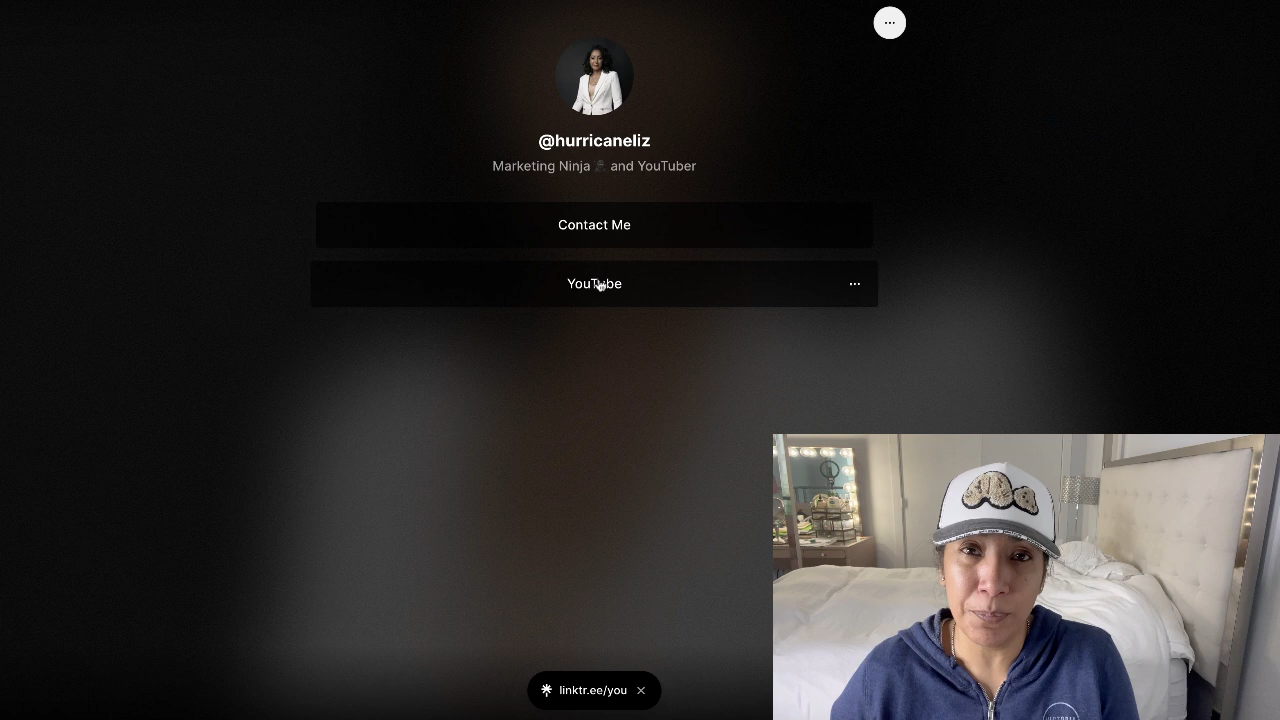 @hurricaneliz
Marketing Ninja 🥷 and YouTuber
Contact Me
YouTube
linktr.ee/you